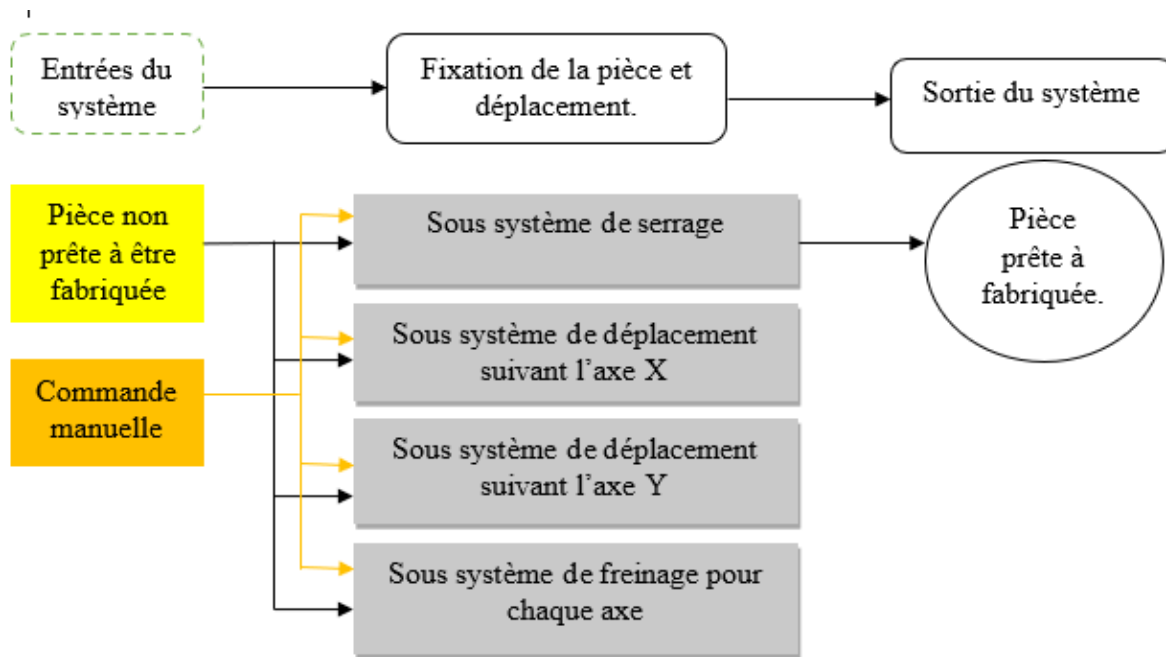 Entrées du
système
Fixation de la pièce et
déplacement.
Sortie du système
Pièce non
prête à être
fabriquée
Sous système de serrage
Pièce
prête à
fabriquée.
Sous système de déplacement
suivant l’axe X
Commande
manuelle
Sous système de déplacement
suivant l’axe Y
Sous système de freinage pour
chaque axe